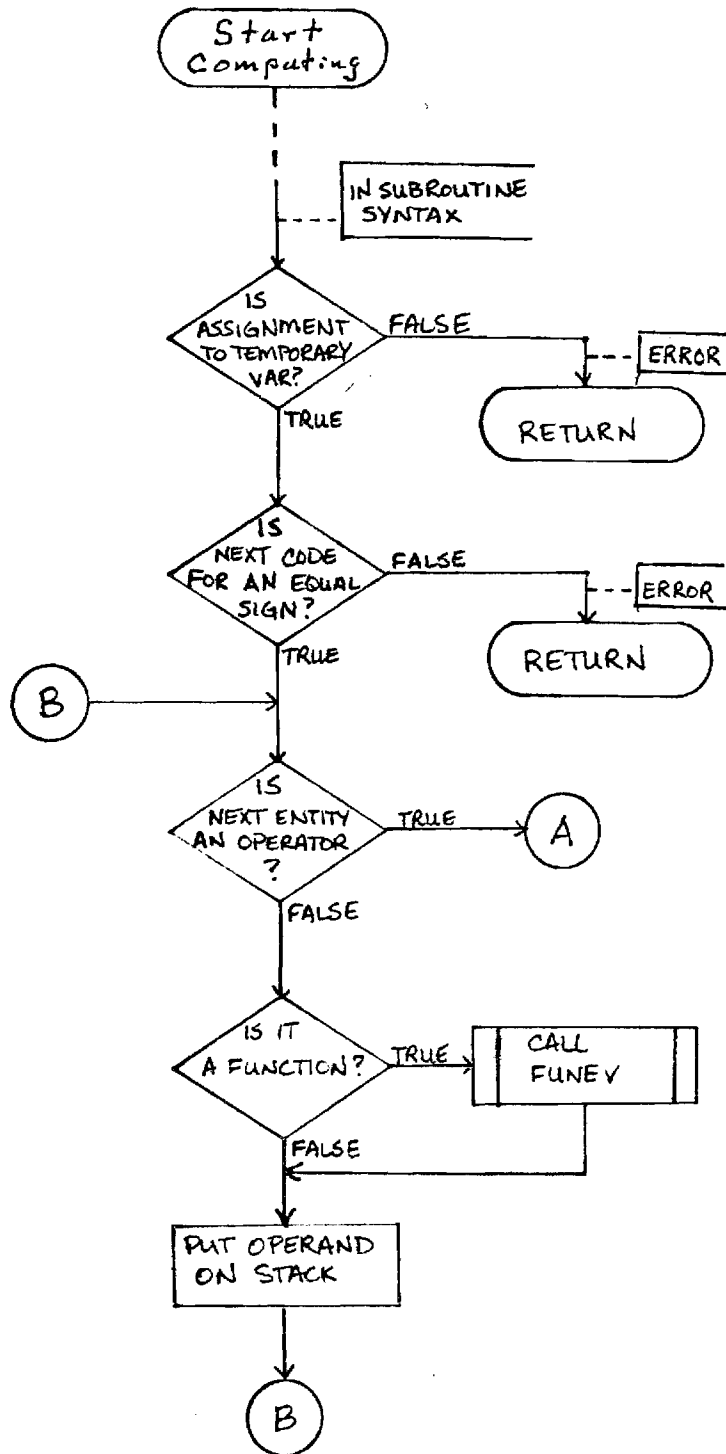 Start
Computing
IN SUBROUTINE
SYNTAX
IS
ASSIGNMENT
TO TEMPORARY
VAR?
FALSE
ERROR
RETURN
TRUE
IS
NEXT CODE
FOR AN EQUAL
SIGN?
FALSE
ERROR
RETURN
TRUE
B
IS
NEXT ENTITY
AN OPERATOR
?
TRUE
A
FALSE
IS IT
A FUNCTION?
TRUE
CALL
FUNEV
FALSE
PUT OPERAND
ON STACK
B